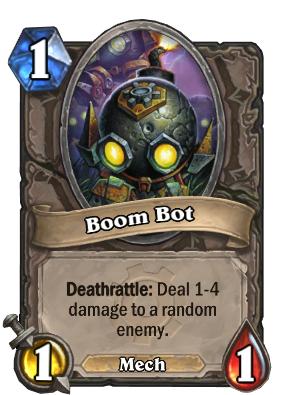 1
Boom Bot
Deathrattle: Deal 1-4
damage to a random
enemy.
1
Mech
1